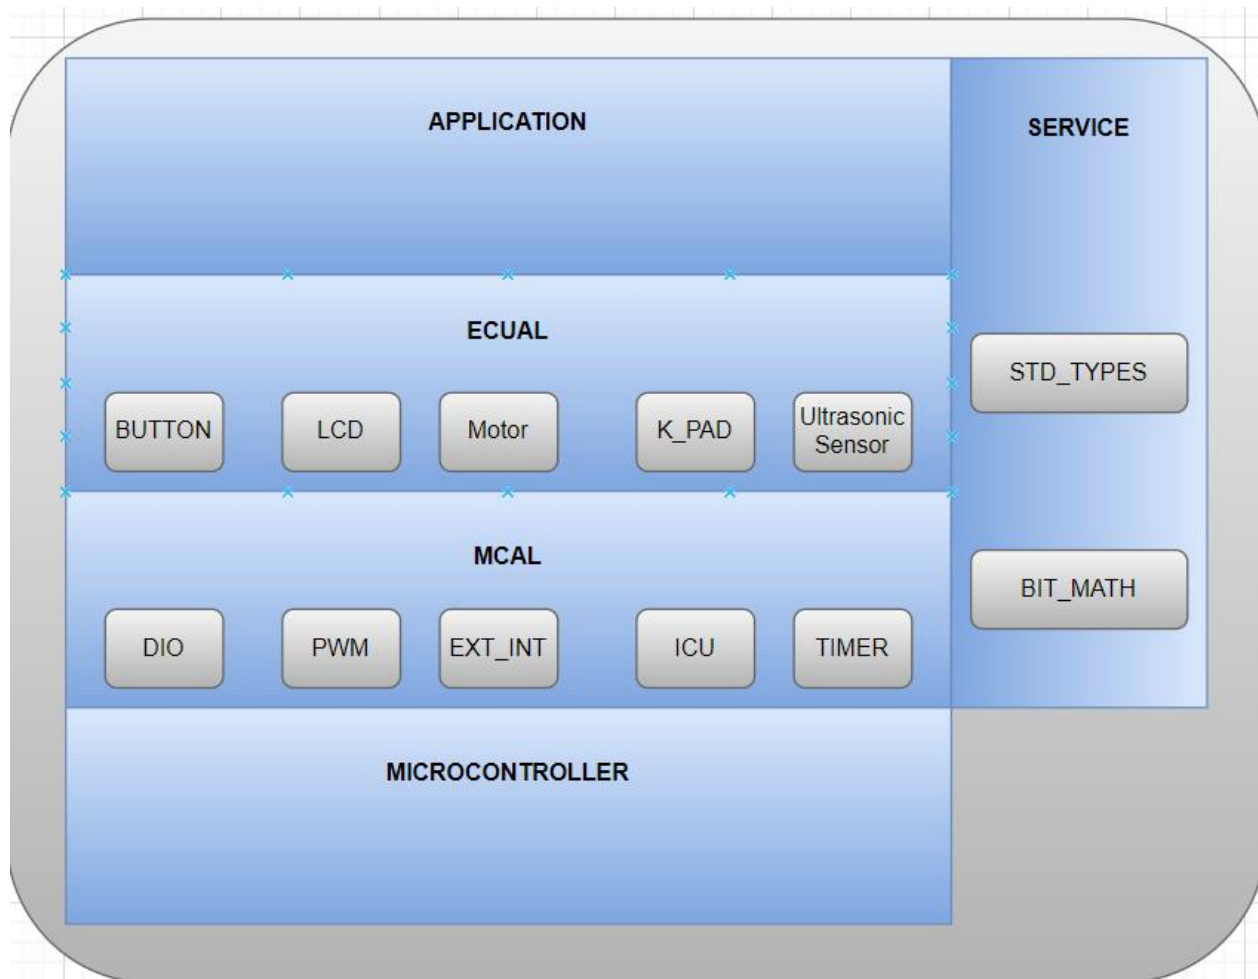 APPLICATION
SERVICE
ECUAL
BUTTON
LCD
Motor
K_PAD
Ultrasonic
Sensor
STD_TYPES
MCAL
DIO
PWM
EXT_INT
ICU
TIMER
BIT_MATH
MICROCONTROLLER